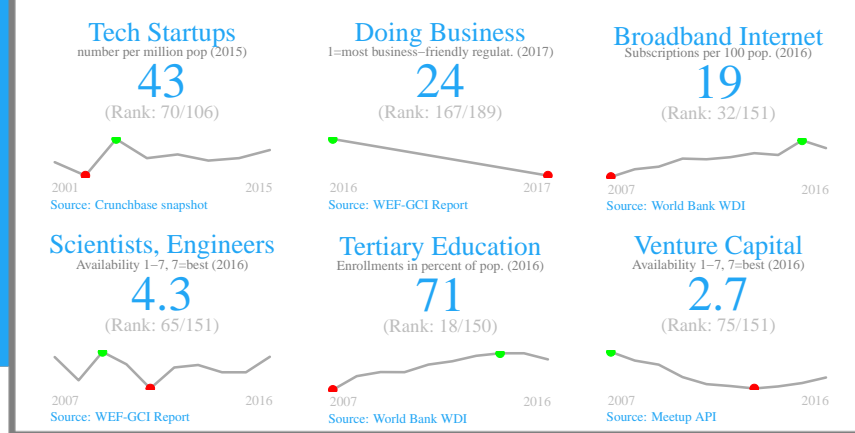 Tech Startups
number per million pop (2015)
43
(Rank: 70/106)
2001 2015
Source: Crunchbase snapshot
Doing Business
1=most business−friendly regulat. (2017)
24
(Rank: 167/189)
2016 2017
Source: WEF-GCI Report
Broadband Internet
Subscriptions per 100 pop. (2016)
19
(Rank: 32/151)
2007 2016
Source: World Bank WDI
Scientists, Engineers
Availability 1−7, 7=best (2016)
4.3
(Rank: 65/151)
2007 2016
Source: WEF-GCI Report
Tertiary Education
Enrollments in percent of pop. (2016)
71
(Rank: 18/150)
2007 2016
Source: World Bank WDI
Venture Capital
Availability 1−7, 7=best (2016)
2.7
(Rank: 75/151)
2007 2016
Source: Meetup API